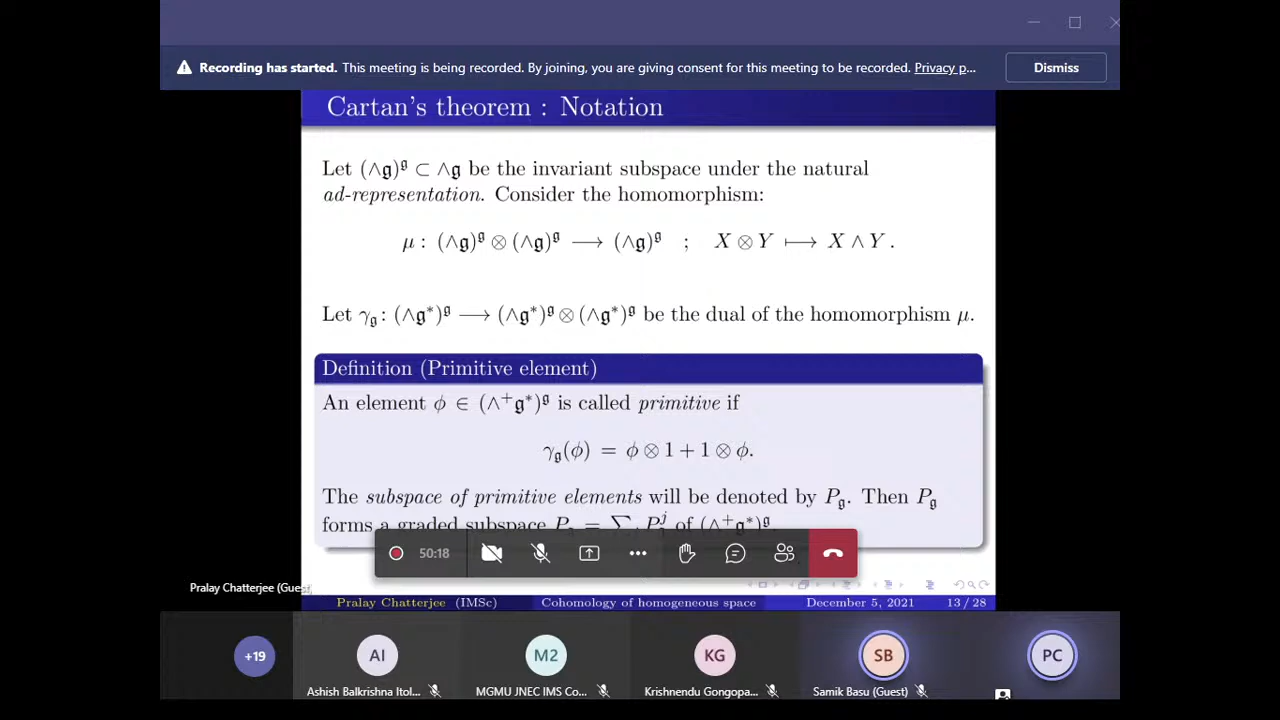 Recording has started. This meeting is being recorded. By joining, you are giving consent for this meeting to be recorded. Privacy p... Dismiss
Cartan's theorem : Notation
Let (∧𝔤)^𝔤 ⊂ ∧𝔤 be the invariant subspace under the natural
ad-representation. Consider the homomorphism:
μ : (∧𝔤)^𝔤 ⊗ (∧𝔤)^𝔤 ⟶ (∧𝔤)^𝔤 ; X ⊗ Y ⟼ X ∧ Y .
Let γ_𝔤 : (∧𝔤*)^𝔤 ⟶ (∧𝔤*)^𝔤 ⊗ (∧𝔤*)^𝔤 be the dual of the homomorphism μ.
Definition (Primitive element)
An element ϕ ∈ (∧⁺𝔤*)^𝔤 is called primitive if
γ_𝔤(ϕ) = ϕ ⊗ 1 + 1 ⊗ ϕ.
The subspace of primitive elements will be denoted by P_𝔤. Then P_𝔤
forms a graded subspace P_𝔤 = ∑_j P_𝔤^j of (∧⁺𝔤*)^𝔤
50:18
Pralay Chatterjee (Guest)
Pralay Chatterjee (IMSc) Cohomology of homogeneous space December 5, 2021 13 / 28
+19 AI M2 KG SB PC
Ashish Balkrishna Itol... MGMU JNEC IMS Co... Krishnendu Gongopa... Samik Basu (Guest)